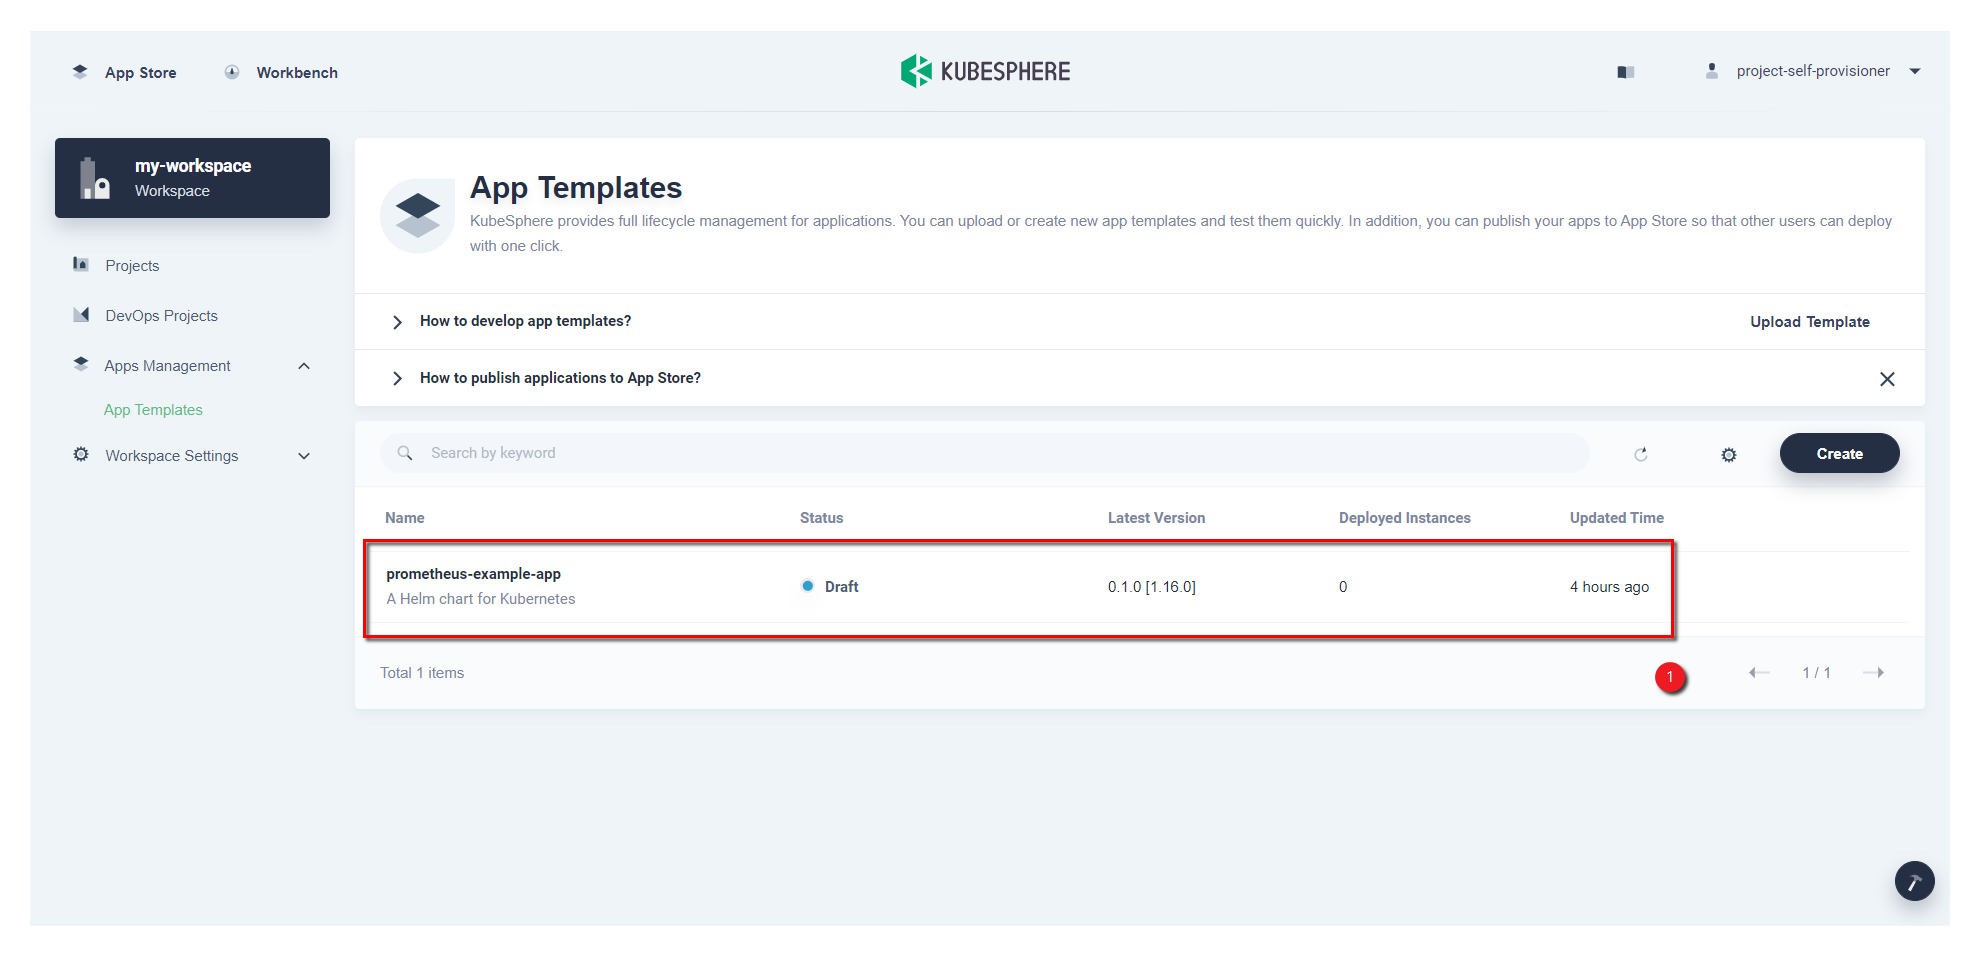 App Store
Workbench
KUBESPHERE
project-self-provisioner
my-workspace
Workspace
Projects
DevOps Projects
Apps Management
App Templates
Workspace Settings
App Templates
KubeSphere provides full lifecycle management for applications. You can upload or create new app templates and test them quickly. In addition, you can publish your apps to App Store so that other users can deploy
with one click.
How to develop app templates?
Upload Template
How to publish applications to App Store?
Search by keyword
Create
Name Status Latest Version Deployed Instances Updated Time
prometheus-example-app
A Helm chart for Kubernetes
Draft
0.1.0 [1.16.0]
0
4 hours ago
Total 1 items
1
1 / 1